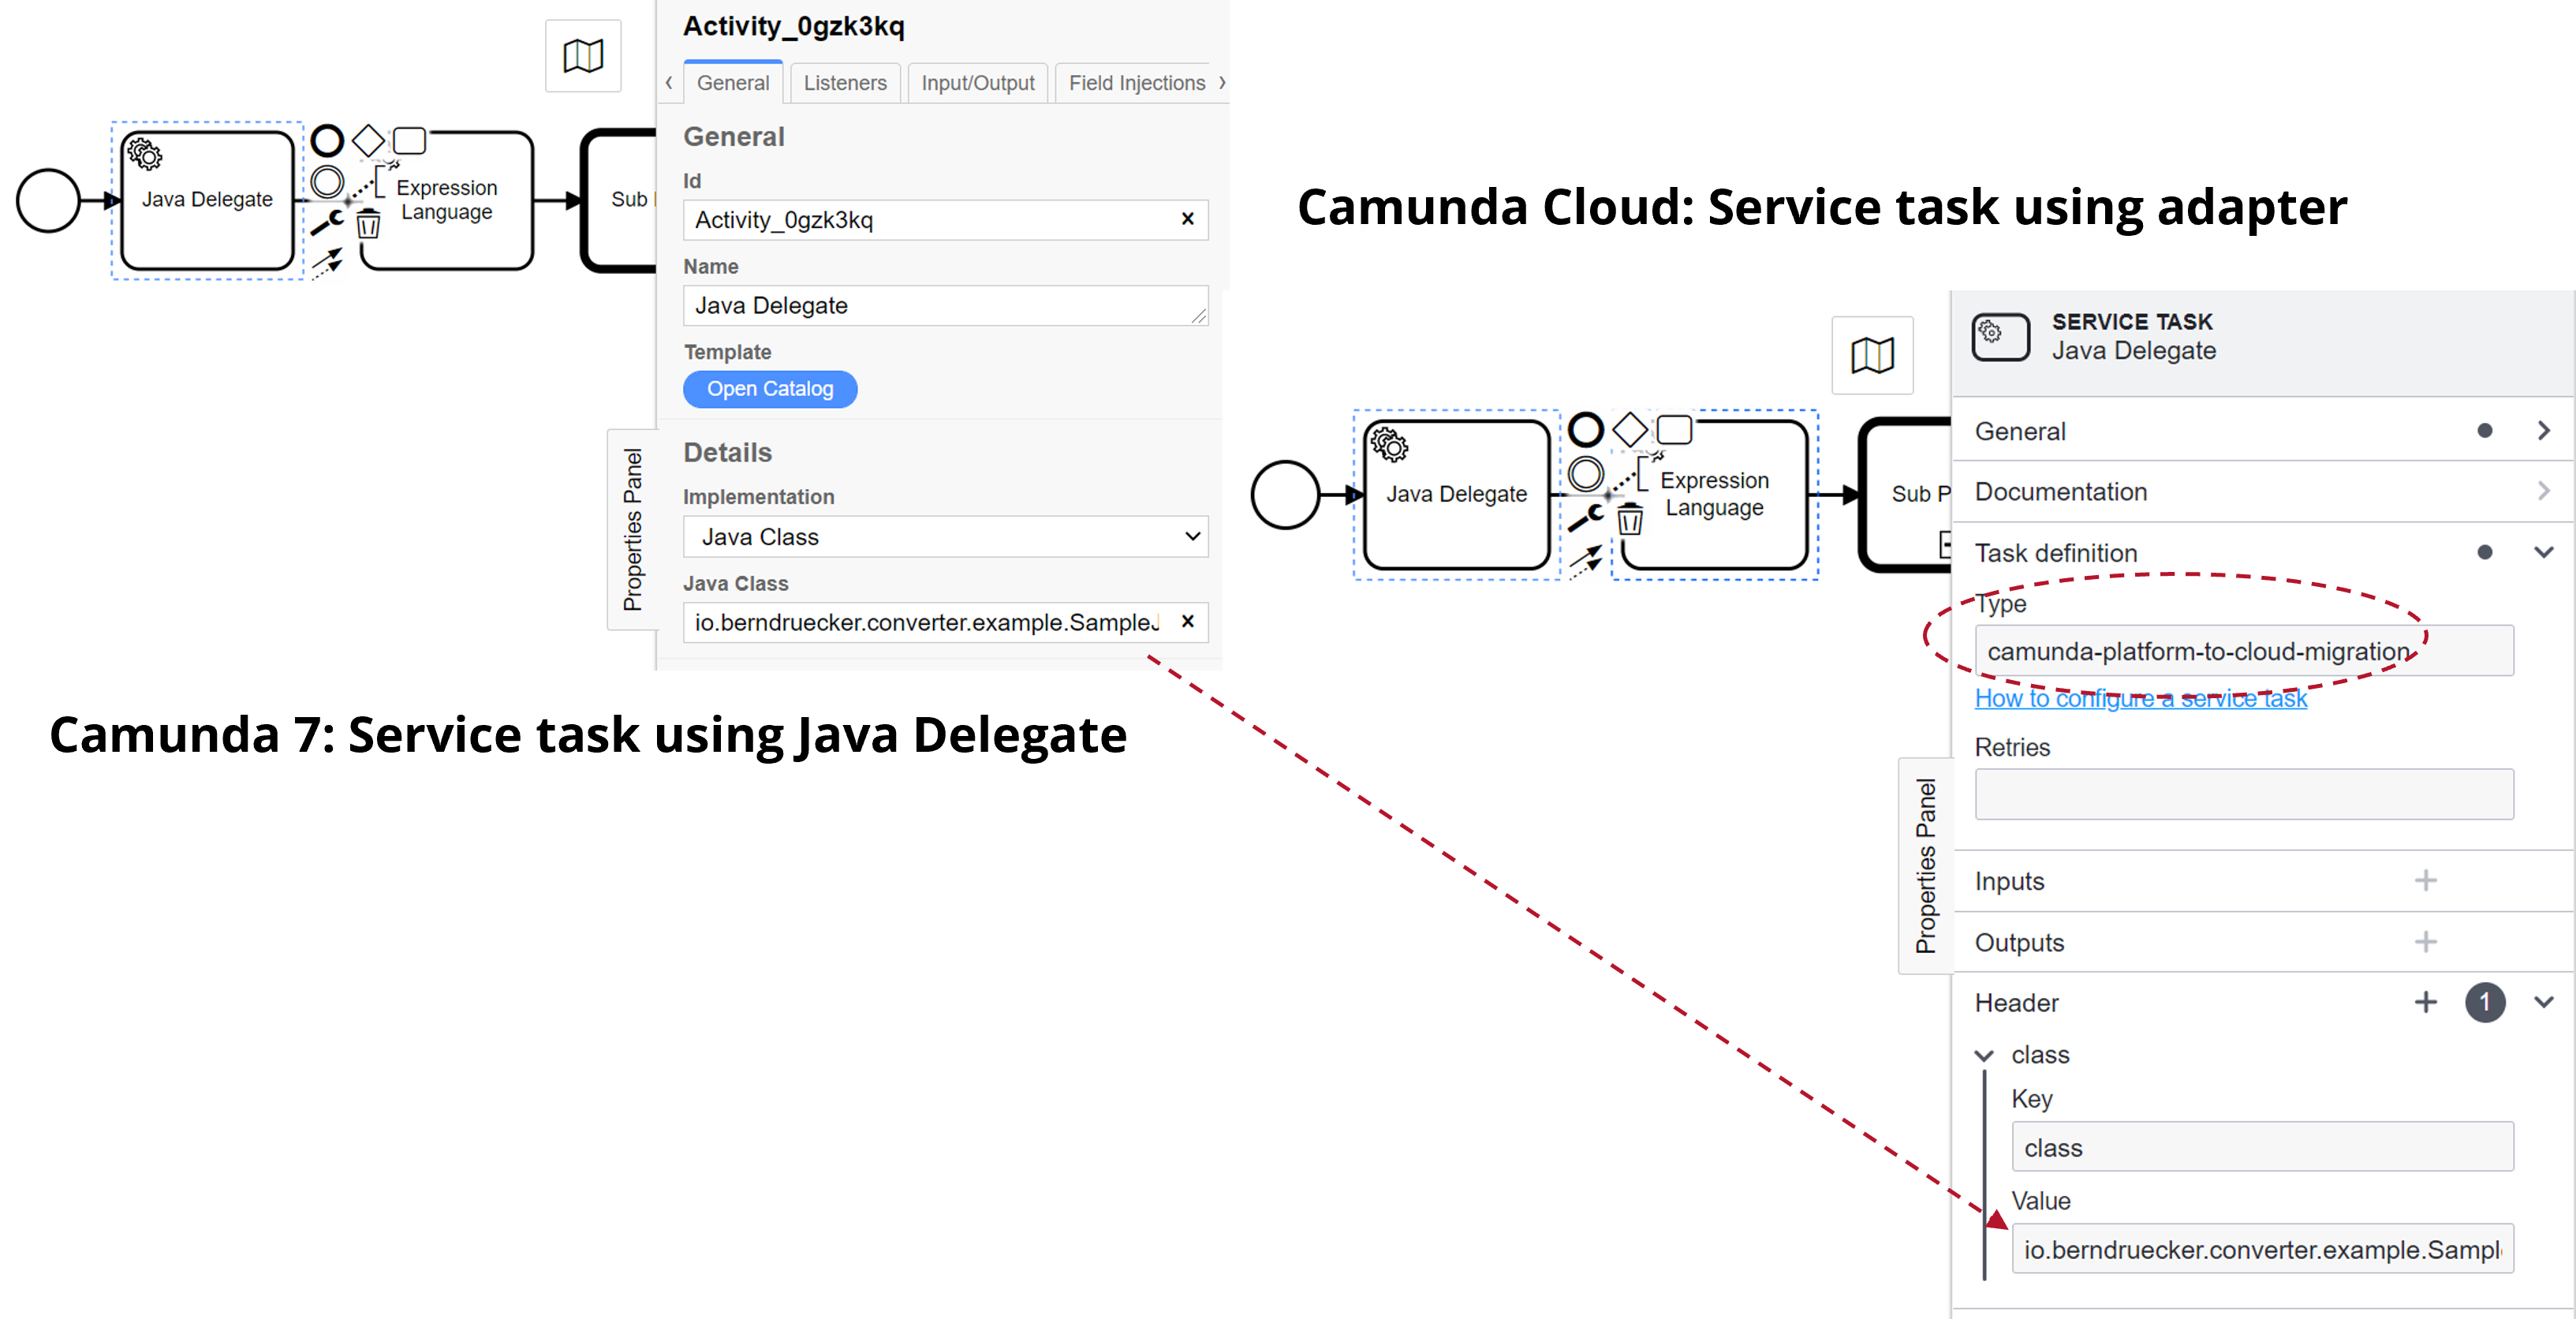 Activity_0gzk3kq
General
Listeners
Input/Output
Field Injections
General
Id
Activity_0gzk3kq
Name
Java Delegate
Template
Open Catalog
Details
Implementation
Java Class
Java Class
io.berndruecker.converter.example.SampleJ
Properties Panel
Java Delegate
Expression
Language
Sub
Camunda 7: Service task using Java Delegate
Camunda Cloud: Service task using adapter
Java Delegate
Expression
Language
Sub P
Properties Panel
SERVICE TASK
Java Delegate
General
Documentation
Task definition
Type
camunda-platform-to-cloud-migration
How to configure a service task
Retries
Inputs
Outputs
Header
1
class
Key
class
Value
io.berndruecker.converter.example.Sampl